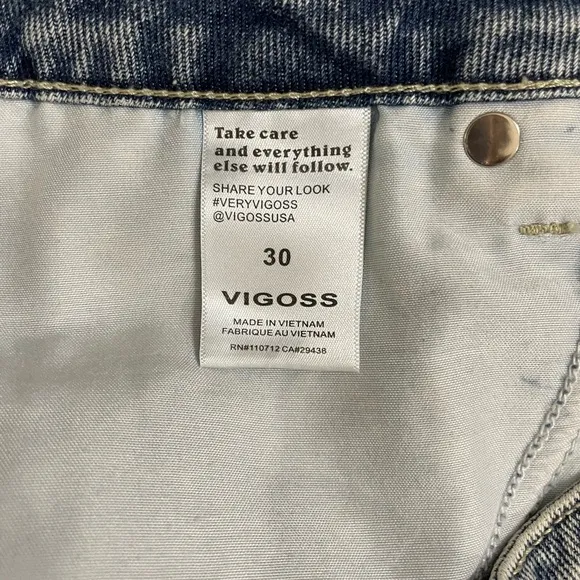 Take care
and everything
else will follow.
SHARE YOUR LOOK
#VERYVIGOSS
@VIGOSSUSA
30
VIGOSS
MADE IN VIETNAM
FABRIQUE AU VIETNAM
RN#110712 CA#29438